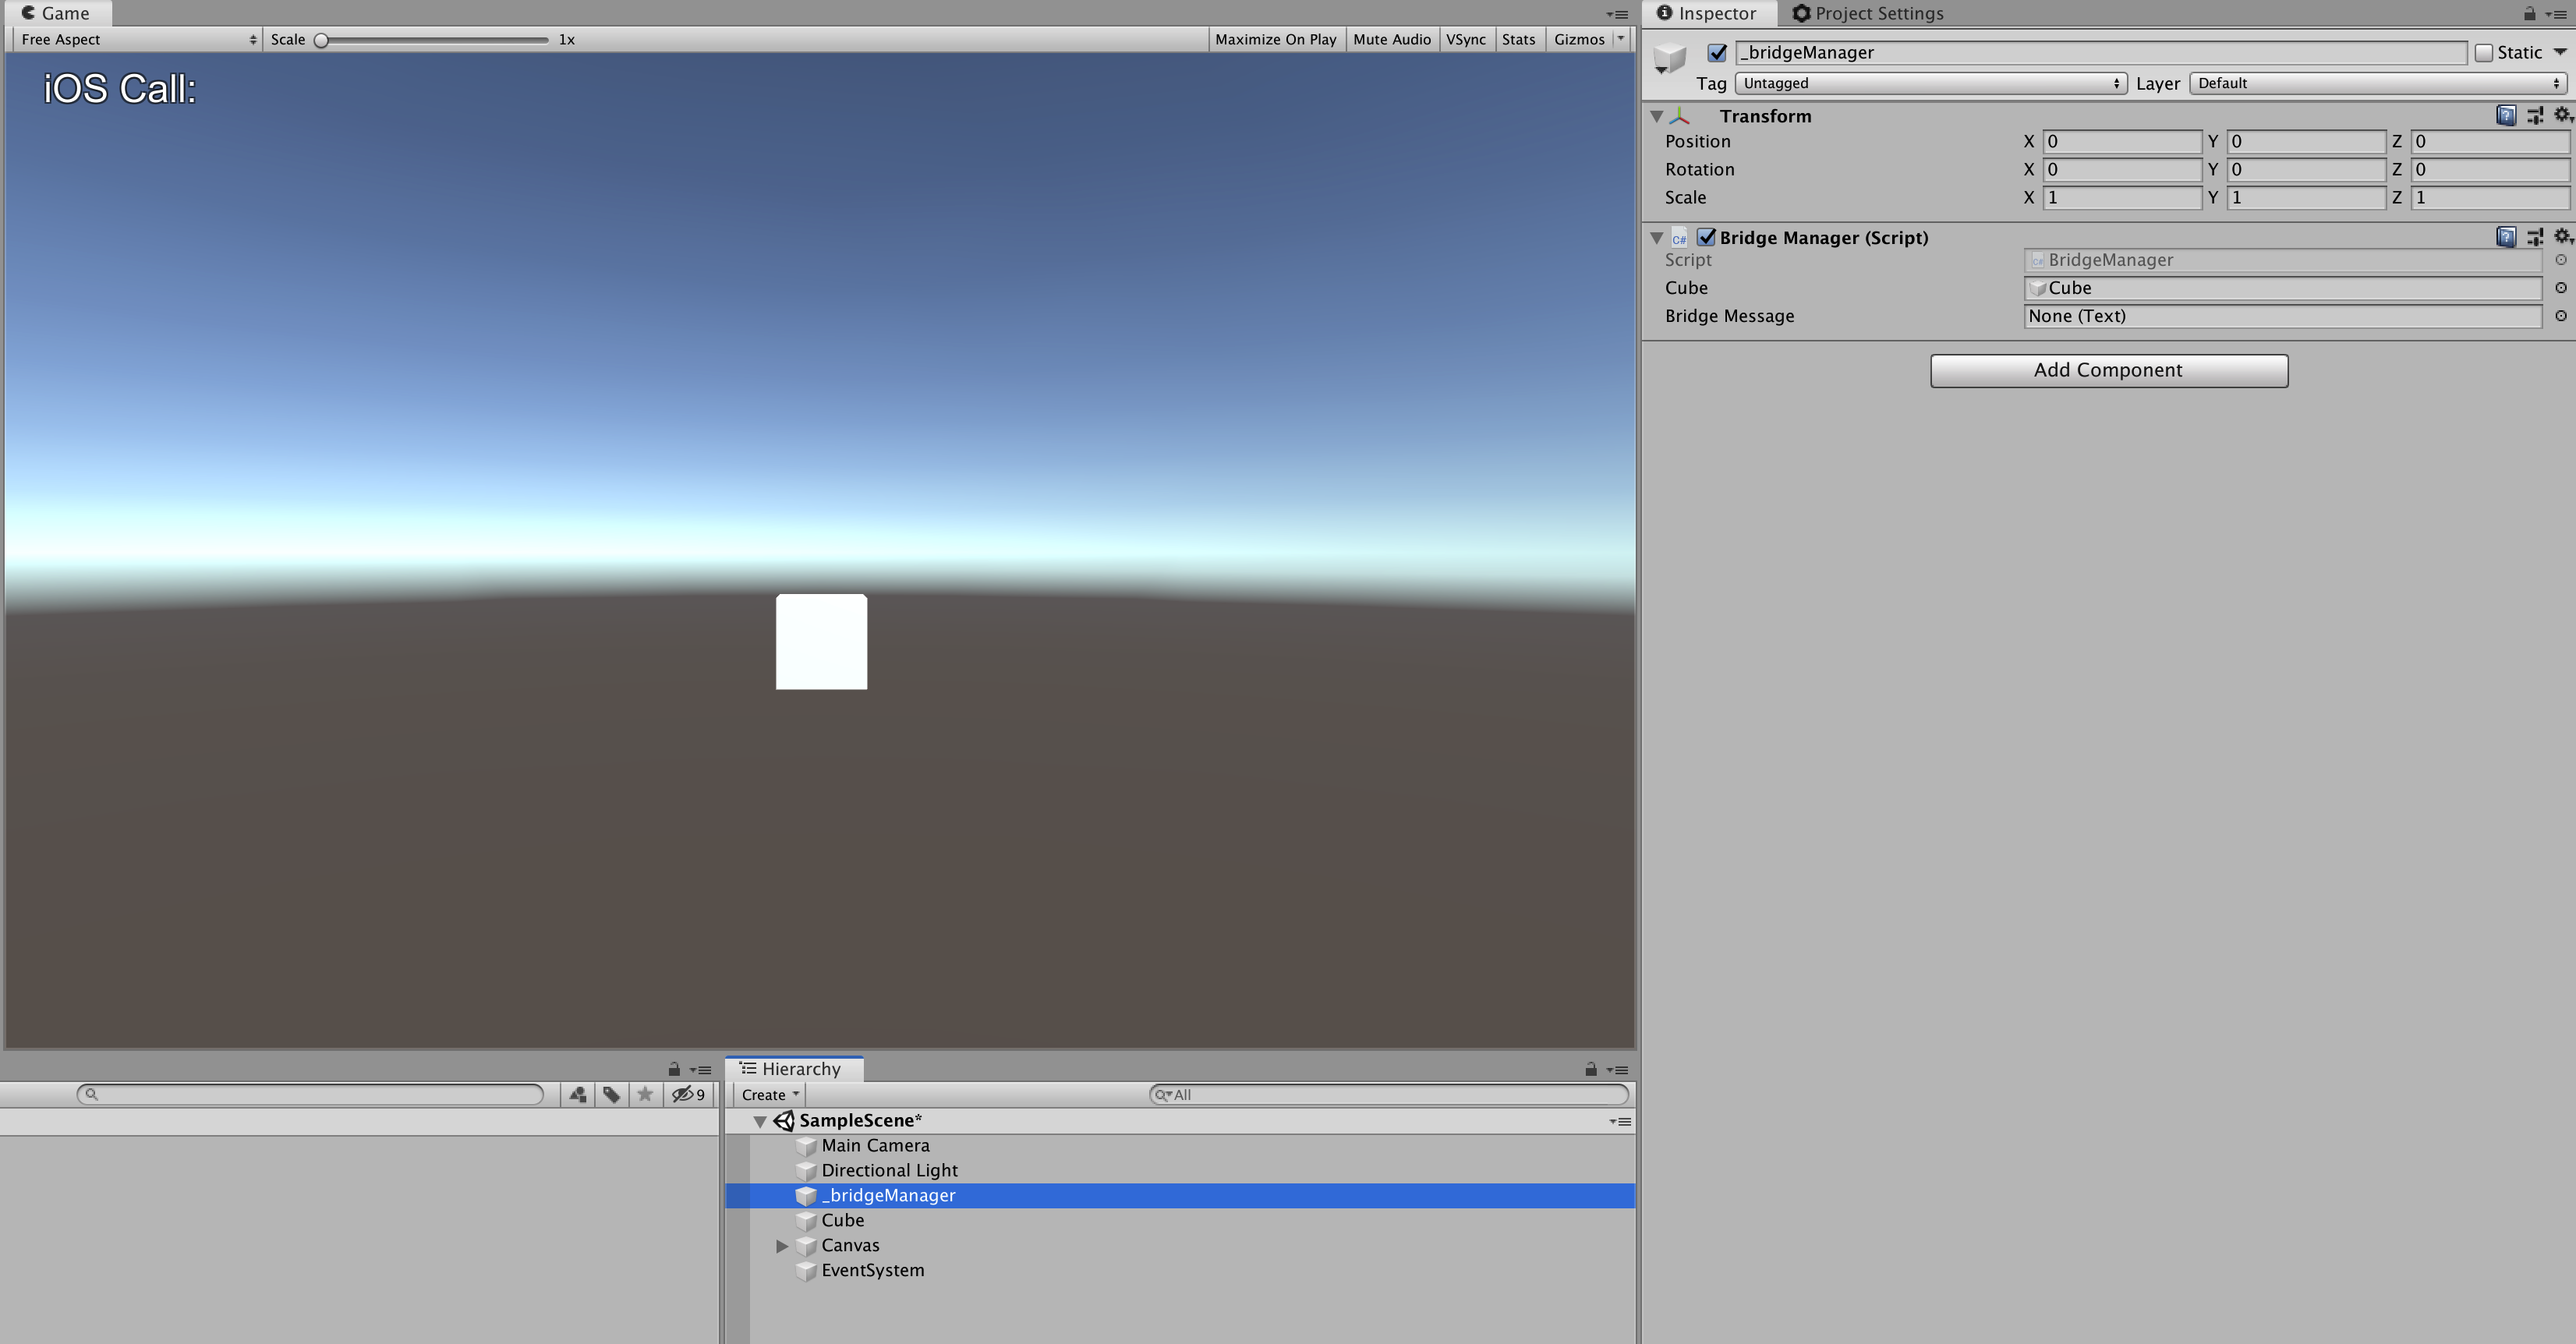 Game
Free Aspect Scale 1x Maximize On Play Mute Audio VSync Stats Gizmos
iOS Call:
Inspector Project Settings
_bridgeManager Static
Tag Untagged Layer Default
Transform
Position X 0 Y 0 Z 0
Rotation X 0 Y 0 Z 0
Scale X 1 Y 1 Z 1
C# Bridge Manager (Script)
Script C# BridgeManager
Cube Cube
Bridge Message None (Text)
Add Component
9
Hierarchy
Create All
SampleScene*
Main Camera
Directional Light
_bridgeManager
Cube
Canvas
EventSystem